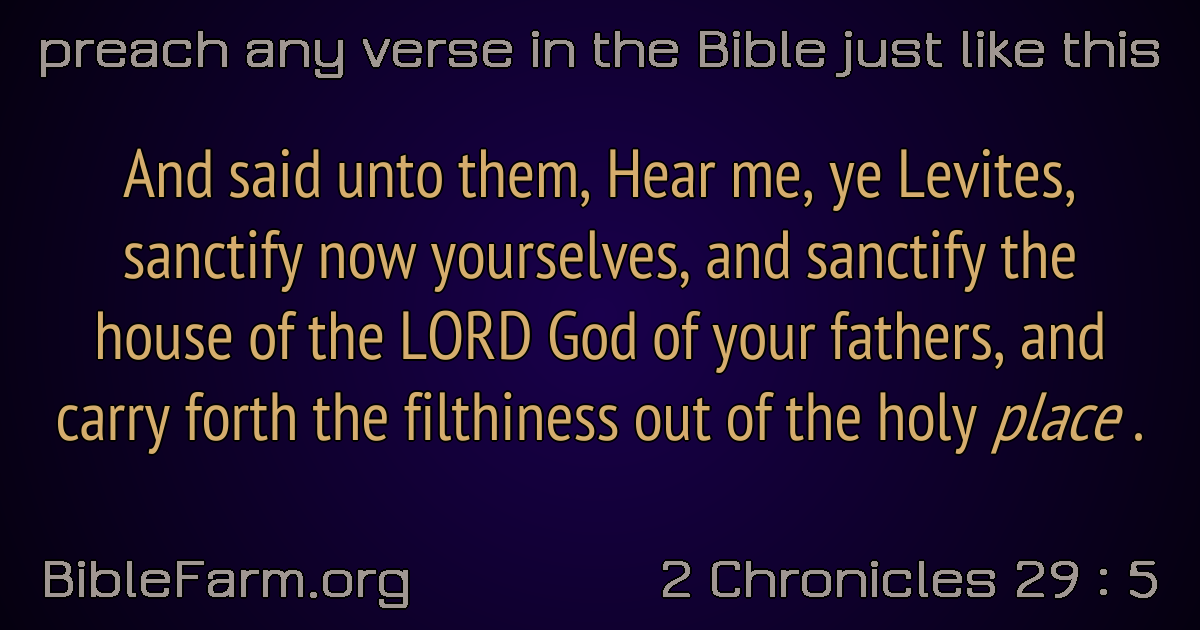 preach any verse in the Bible just like this
And said unto them, Hear me, ye Levites,
sanctify now yourselves, and sanctify the
house of the LORD God of your fathers, and
carry forth the filthiness out of the holy place .
BibleFarm.org
2 Chronicles 29 : 5